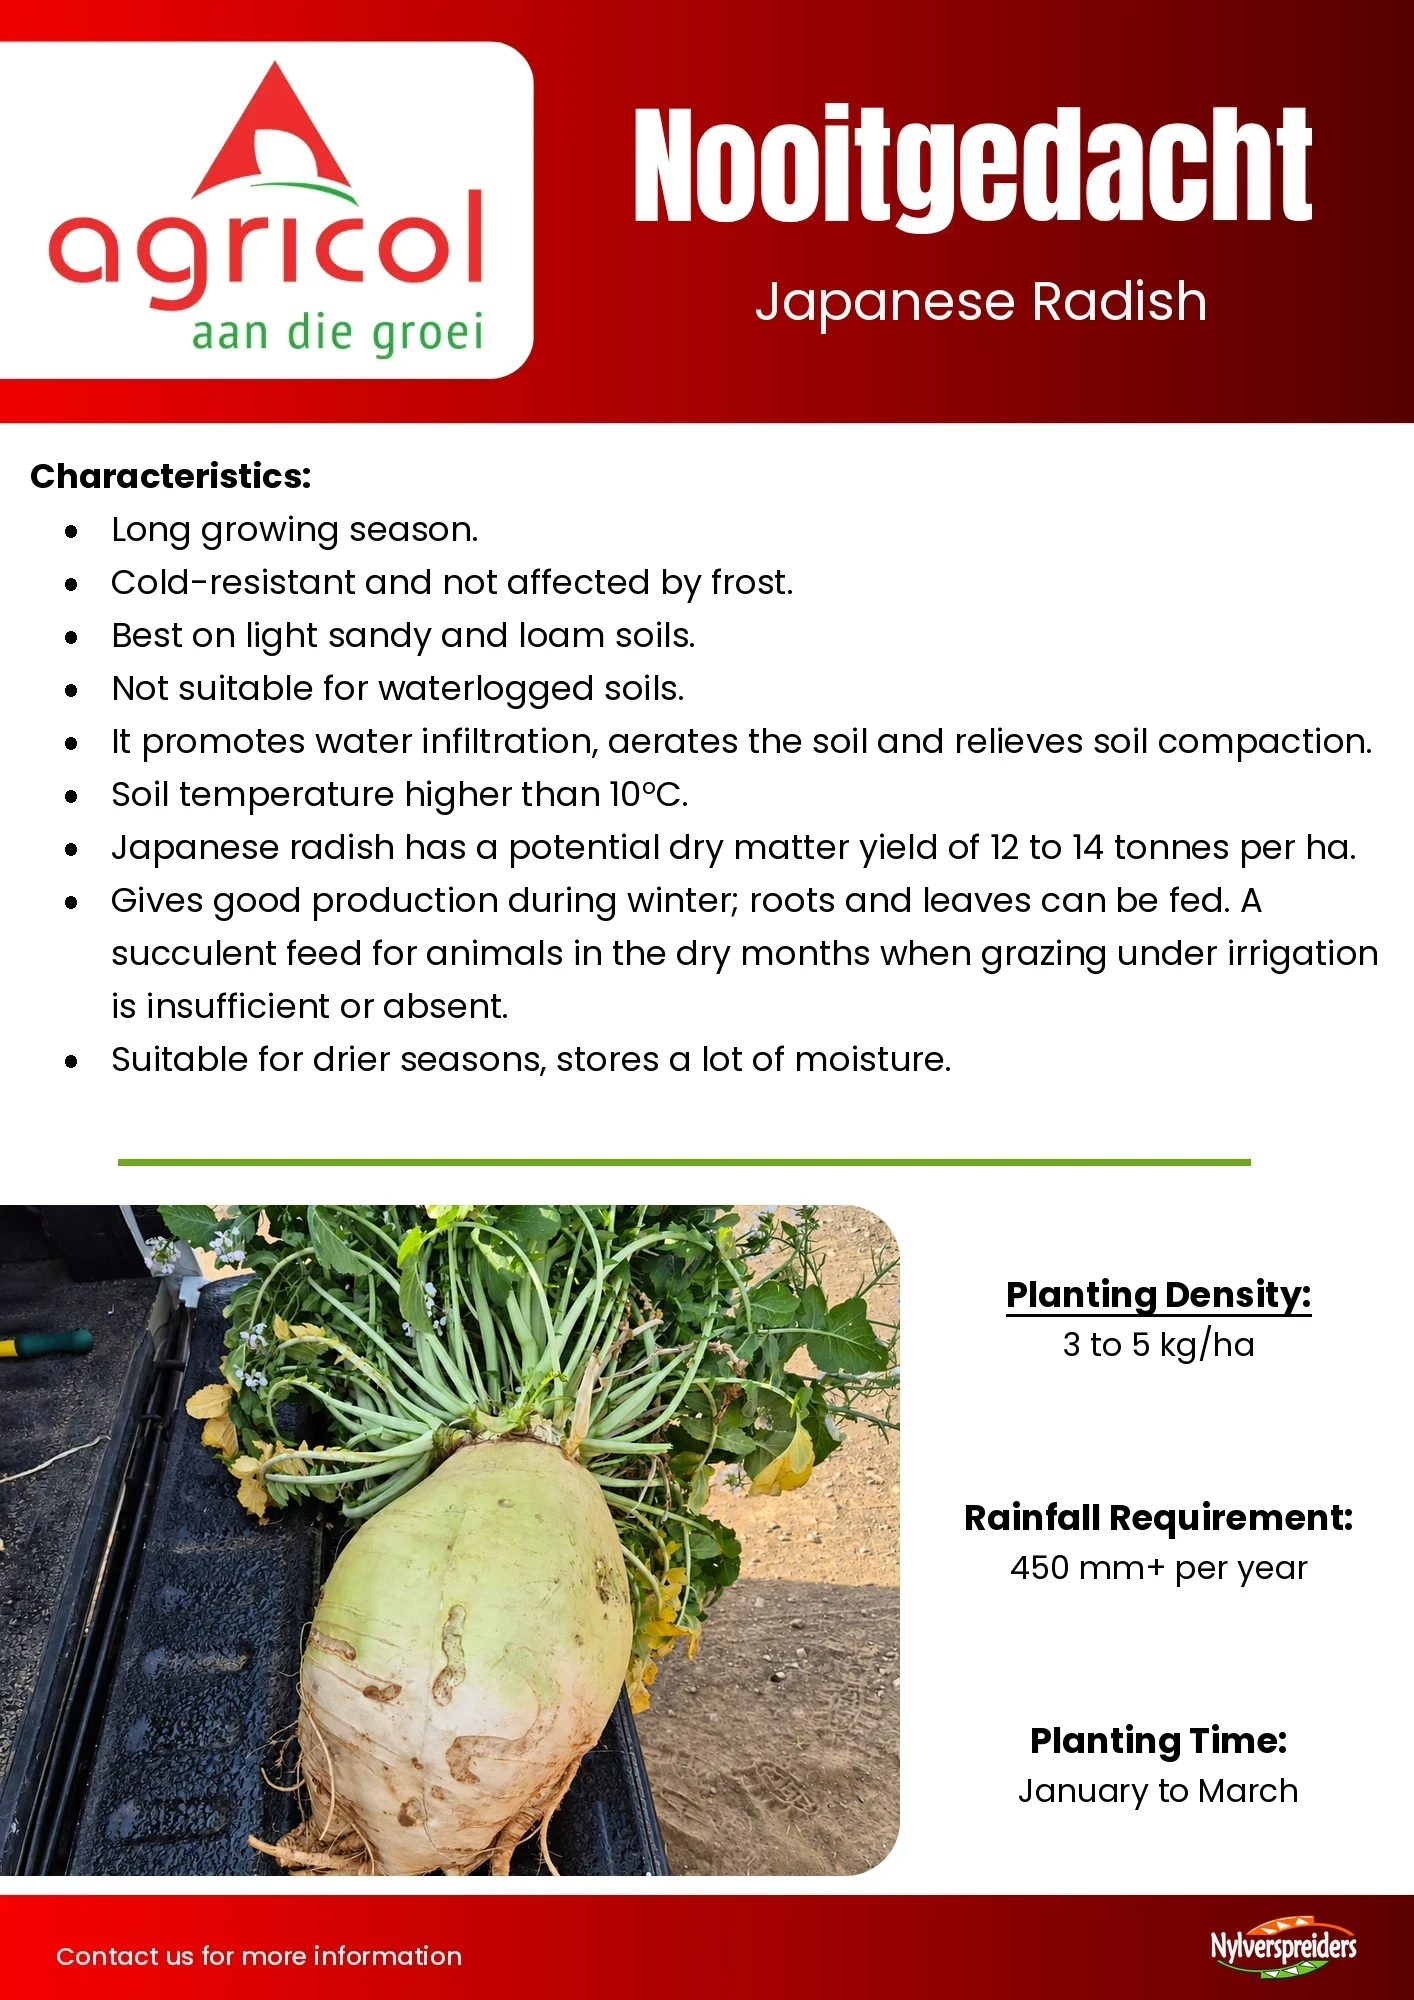 agricol
aan die groei
Nooitgedacht
Japanese Radish
Characteristics:
• Long growing season.
• Cold-resistant and not affected by frost.
• Best on light sandy and loam soils.
• Not suitable for waterlogged soils.
• It promotes water infiltration, aerates the soil and relieves soil compaction.
• Soil temperature higher than 10°C.
• Japanese radish has a potential dry matter yield of 12 to 14 tonnes per ha.
• Gives good production during winter; roots and leaves can be fed. A
succulent feed for animals in the dry months when grazing under irrigation
is insufficient or absent.
• Suitable for drier seasons, stores a lot of moisture.
Planting Density:
3 to 5 kg/ha
Rainfall Requirement:
450 mm+ per year
Planting Time:
January to March
Contact us for more information
Nylverspreiders